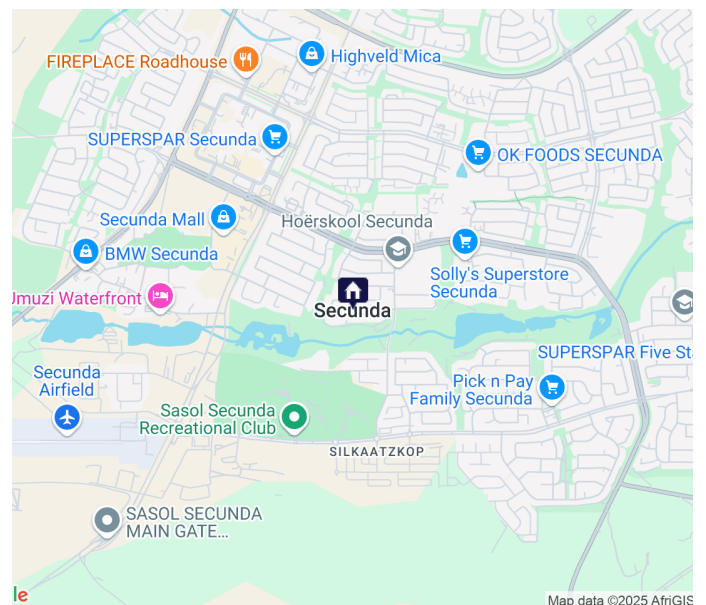 Highveld Mica
FIREPLACE Roadhouse
SUPERSPAR Secunda
OK FOODS SECUNDA
Secunda Mall
Hoërskool Secunda
BMW Secunda
Solly's Superstore
Secunda
Umuzi Waterfront
Secunda
SUPERSPAR Five Sta
Secunda
Airfield
Pick n Pay
Family Secunda
Sasol Secunda
Recreational Club
SILKAATZKOP
SASOL SECUNDA
MAIN GATE...
le
Map data ©2025 AfriGIS